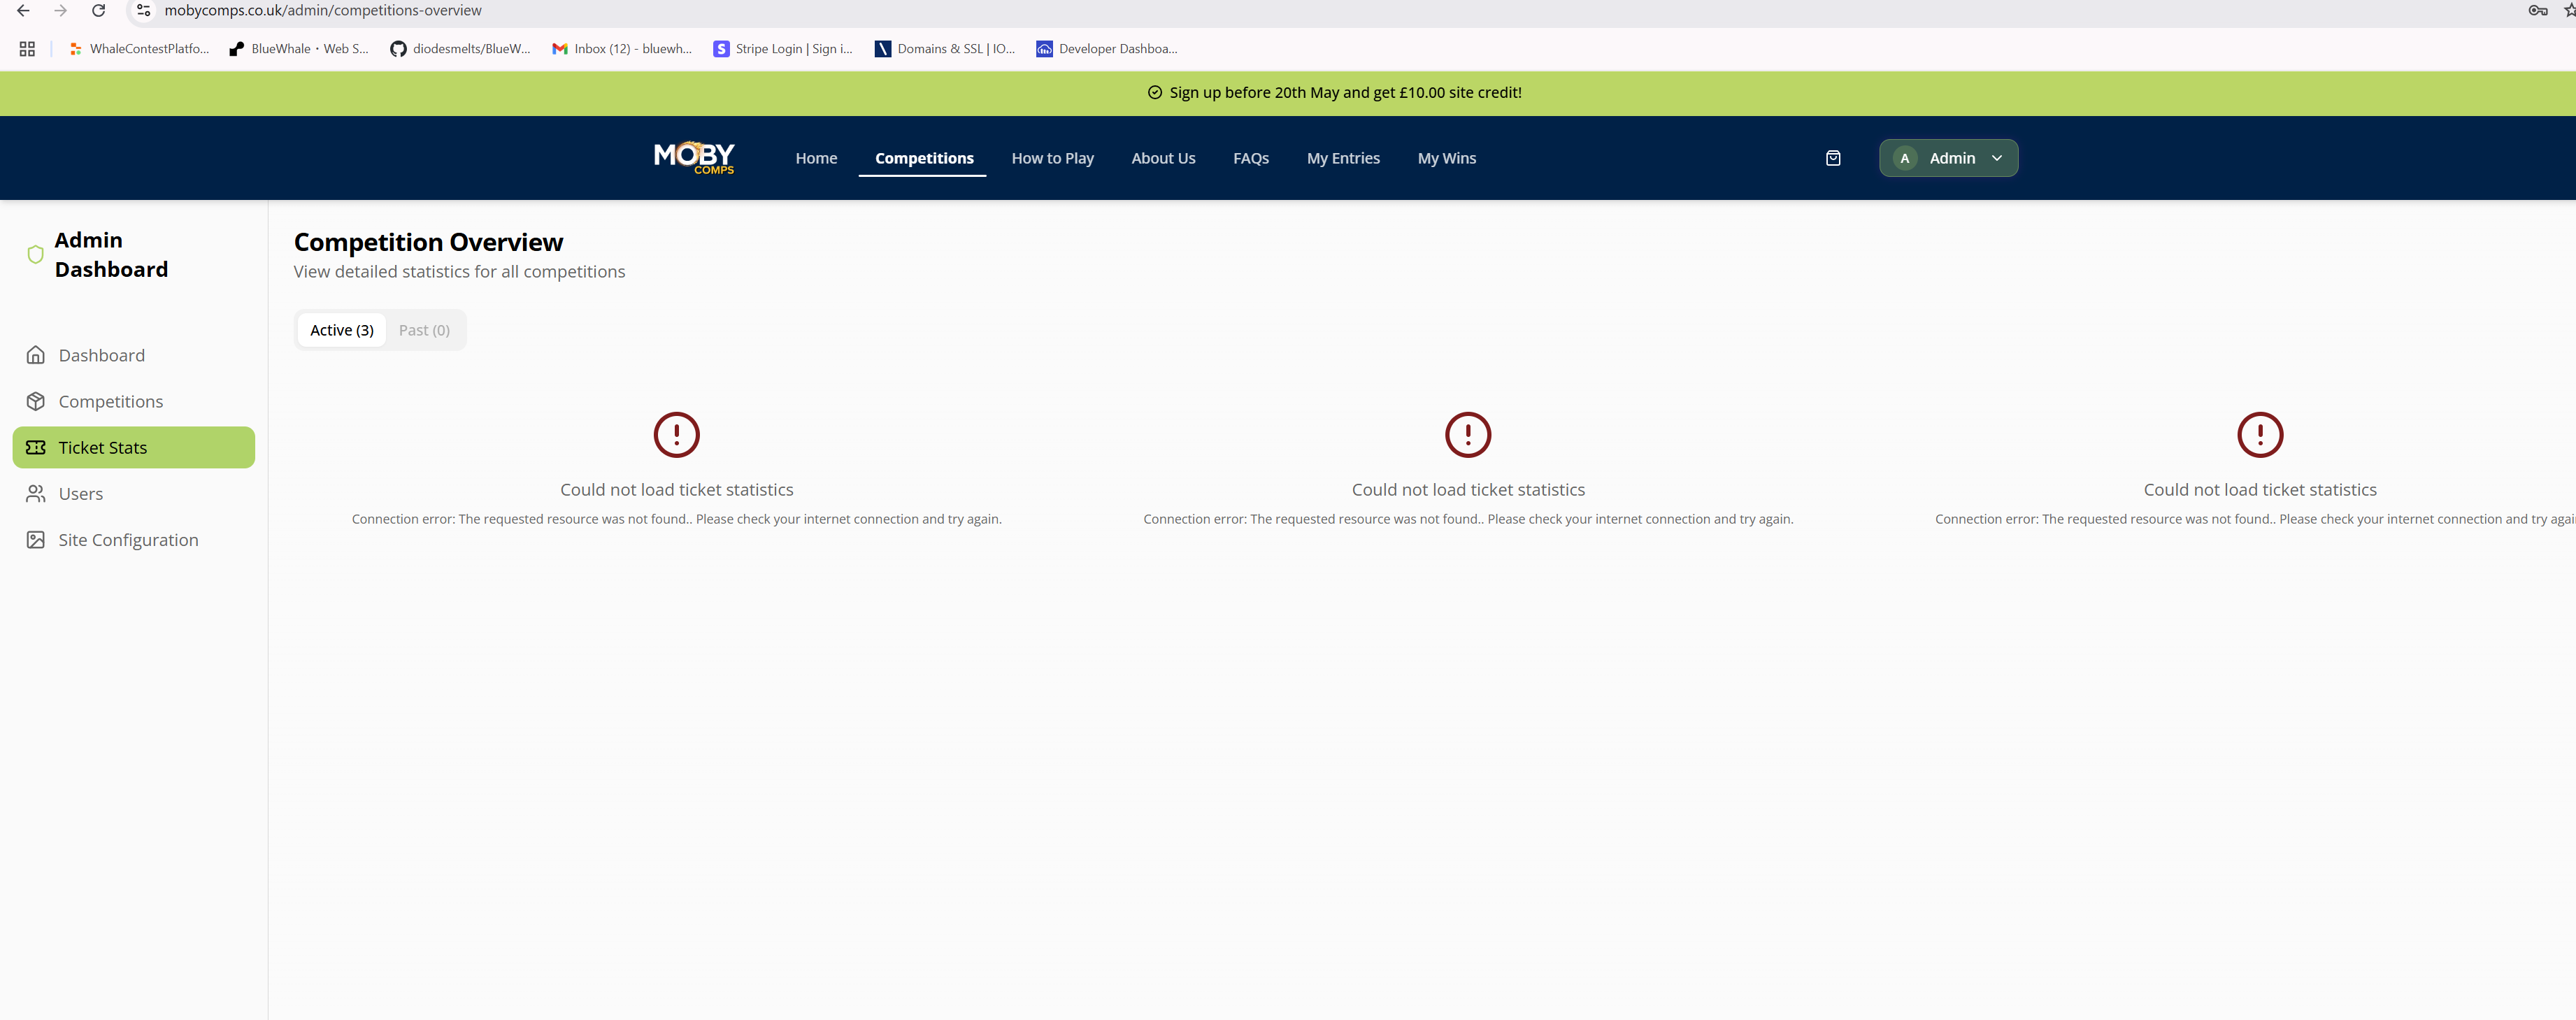 mobycomps.co.uk/admin/competitions-overview
WhaleContestPlatfo... BlueWhale · Web S... diodesmelts/BlueW... Inbox (12) - bluewh... Stripe Login | Sign i... Domains & SSL | IO... Developer Dashboa...
Sign up before 20th May and get £10.00 site credit!
MOBY COMPS Home Competitions How to Play About Us FAQs My Entries My Wins A Admin
Admin
Dashboard
Dashboard
Competitions
Ticket Stats
Users
Site Configuration
Competition Overview
View detailed statistics for all competitions
Active (3) Past (0)
Could not load ticket statistics
Connection error: The requested resource was not found.. Please check your internet connection and try again.
Could not load ticket statistics
Connection error: The requested resource was not found.. Please check your internet connection and try again.
Could not load ticket statistics
Connection error: The requested resource was not found.. Please check your internet connection and try